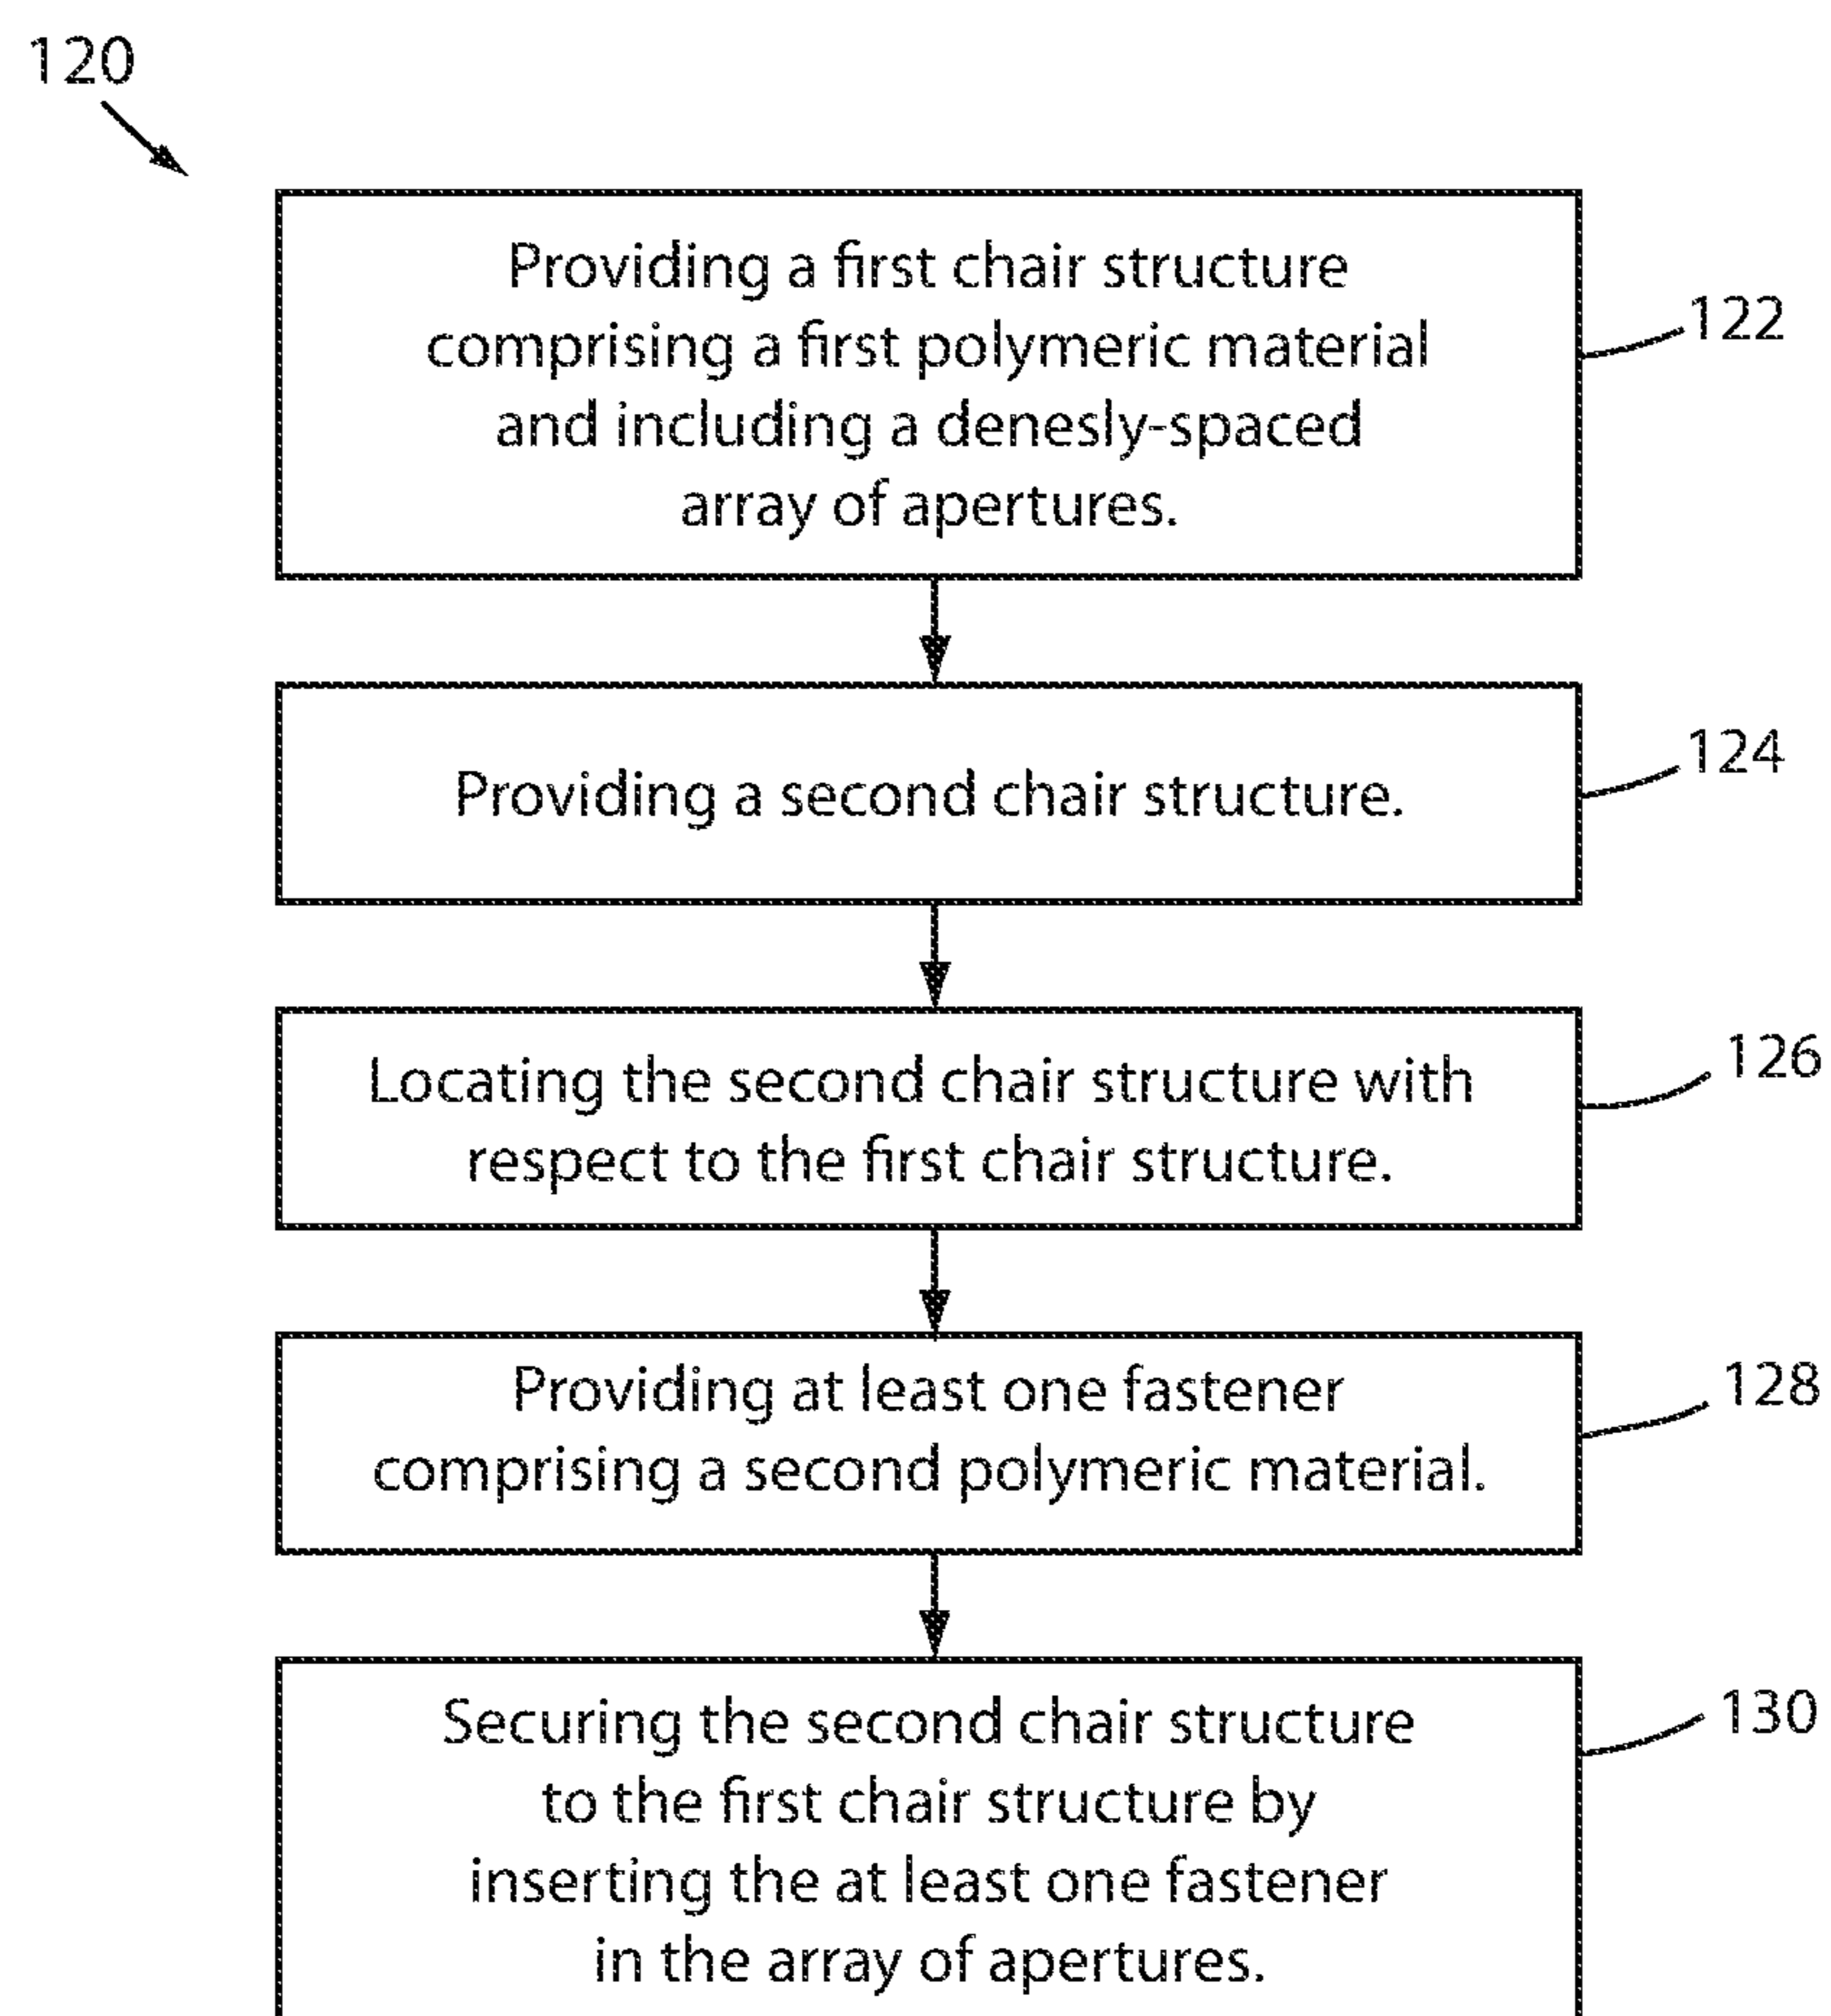 120
Providing a first chair structure
comprising a first polymeric material
and including a denesly-spaced
array of apertures.
122
Providing a second chair structure.
124
Locating the second chair structure with
respect to the first chair structure.
126
Providing at least one fastener
comprising a second polymeric material.
128
Securing the second chair structure
to the first chair structure by
inserting the at least one fastener
in the array of apertures.
130